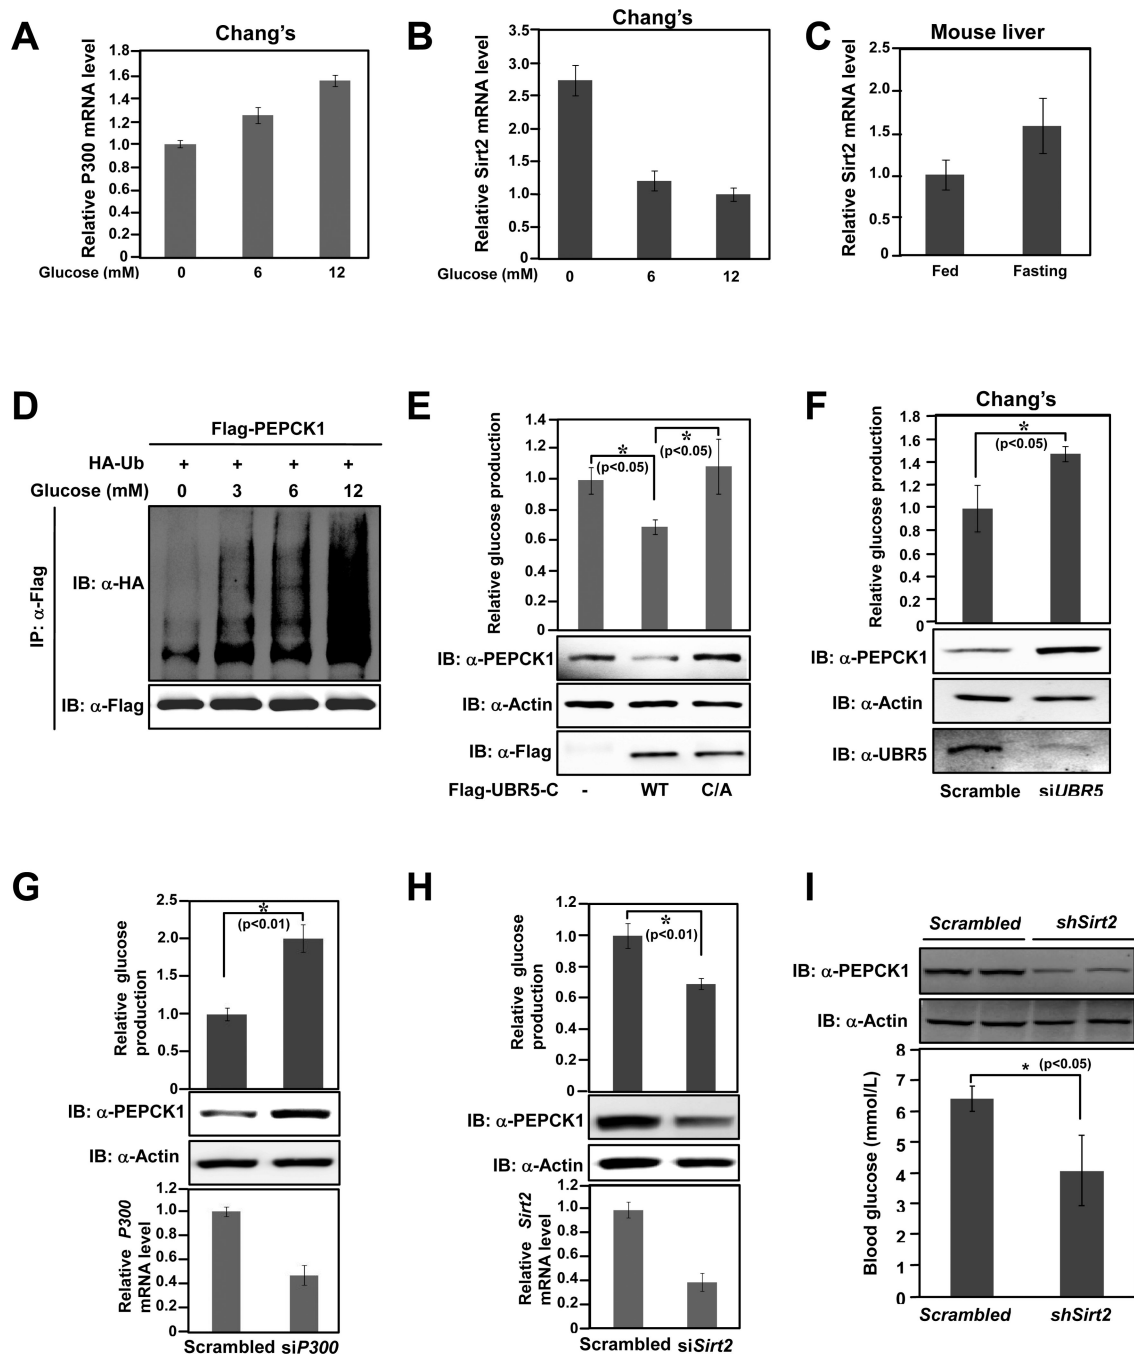 A
Chang's
Relative P300 mRNA level
1.8
1.6
1.4
1.2
1.0
0.8
0.6
0.4
0.2
0
Glucose (mM) 0 6 12
B
Chang's
Relative Sirt2 mRNA level
3.5
3.0
2.5
2.0
1.5
1.0
0.5
0
Glucose (mM) 0 6 12
C
Mouse liver
Relative Sirt2 mRNA level
2.5
2.0
1.5
1.0
0.5
0
Fed Fasting
D
Flag-PEPCK1
HA-Ub + + + +
Glucose (mM) 0 3 6 12
IP: α-Flag
IB: α-HA
IB: α-Flag
E
Relative glucose production
1.4
1.2
1.0
0.8
0.6
0.4
0.2
0
*
(p<0.05)
*
(p<0.05)
IB: α-PEPCK1
IB: α-Actin
IB: α-Flag
Flag-UBR5-C - WT C/A
F
Chang's
Relative glucose production
1.8
1.6
1.4
1.2
1.0
0.8
0.6
0.4
0.2
0
*
(p<0.05)
IB: α-PEPCK1
IB: α-Actin
IB: α-UBR5
Scramble siUBR5
G
Relative glucose
production
2.5
2.0
1.5
1.0
0.5
0
*
(p<0.01)
IB: α-PEPCK1
IB: α-Actin
Relative P300
mRNA level
1.2
1.0
0.8
0.6
0.4
0.2
0
Scrambled siP300
H
Relative glucose
production
1.2
1.0
0.8
0.6
0.4
0.2
0
*
(p<0.01)
IB: α-PEPCK1
IB: α-Actin
Relative Sirt2
mRNA level
1.2
1.0
0.8
0.6
0.4
0.2
0
Scrambled siSirt2
I
Scrambled shSirt2
IB: α-PEPCK1
IB: α-Actin
Blood glucose (mmol/L)
8
7
6
5
4
3
2
1
0
* (p<0.05)
Scrambled shSirt2